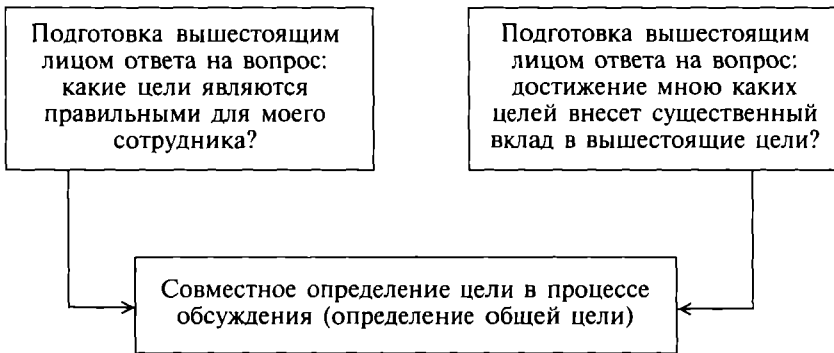 Подготовка вышестоящим
лицом ответа на вопрос:
какие цели являются
правильными для моего
сотрудника?
Подготовка вышестоящим
лицом ответа на вопрос:
достижение мною каких
целей внесет существенный
вклад в вышестоящие цели?
Совместное определение цели в процессе
обсуждения (определение общей цели)